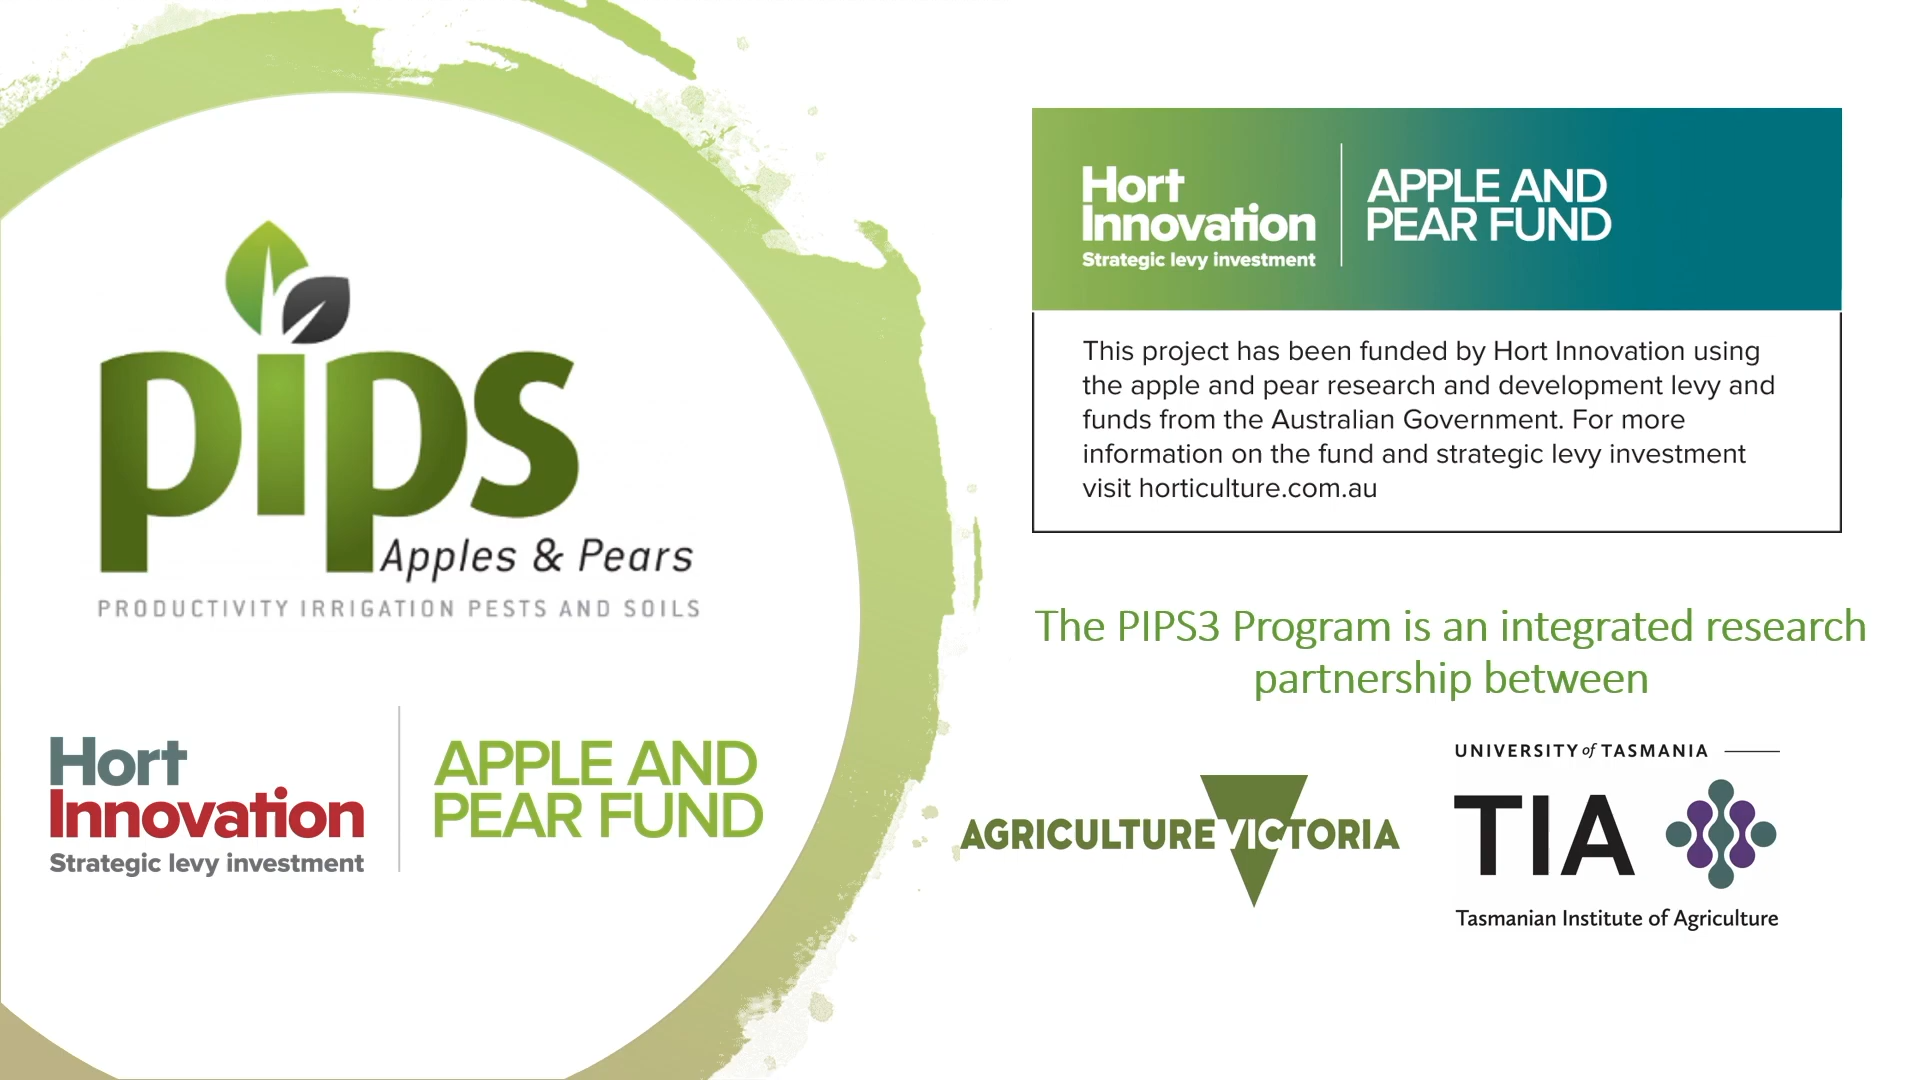 pips
Apples & Pears
PRODUCTIVITY IRRIGATION PESTS AND SOILS
Hort
Innovation
Strategic levy investment
APPLE AND
PEAR FUND
Hort
Innovation
Strategic levy investment
APPLE AND
PEAR FUND
This project has been funded by Hort Innovation using
the apple and pear research and development levy and
funds from the Australian Government. For more
information on the fund and strategic levy investment
visit horticulture.com.au
The PIPS3 Program is an integrated research
partnership between
AGRICULTURE VICTORIA
UNIVERSITY of TASMANIA
TIA
Tasmanian Institute of Agriculture